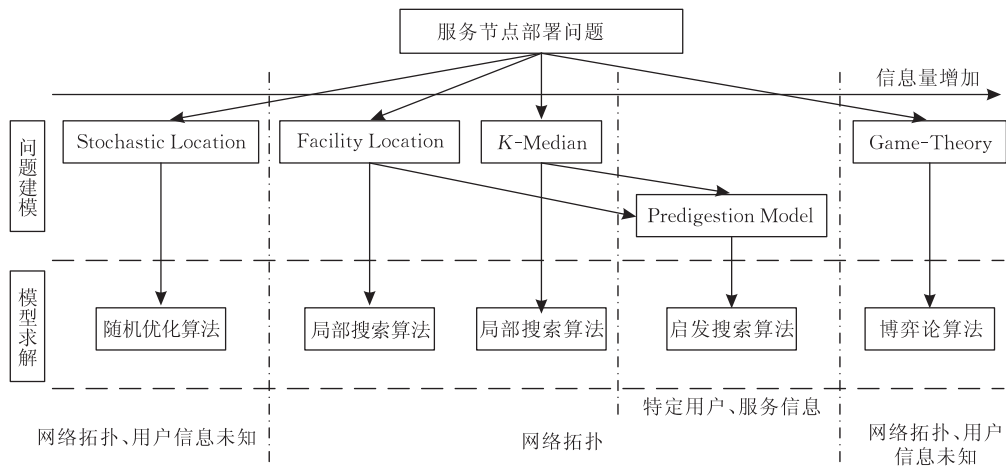 服务节点部署问题
信息量增加
问题建模
Stochastic Location
Facility Location
K-Median
Game-Theory
Predigestion Model
模型求解
随机优化算法
局部搜索算法
局部搜索算法
启发搜索算法
博弈论算法
特定用户、服务信息
网络拓扑、用户信息未知
网络拓扑
网络拓扑、用户
信息未知